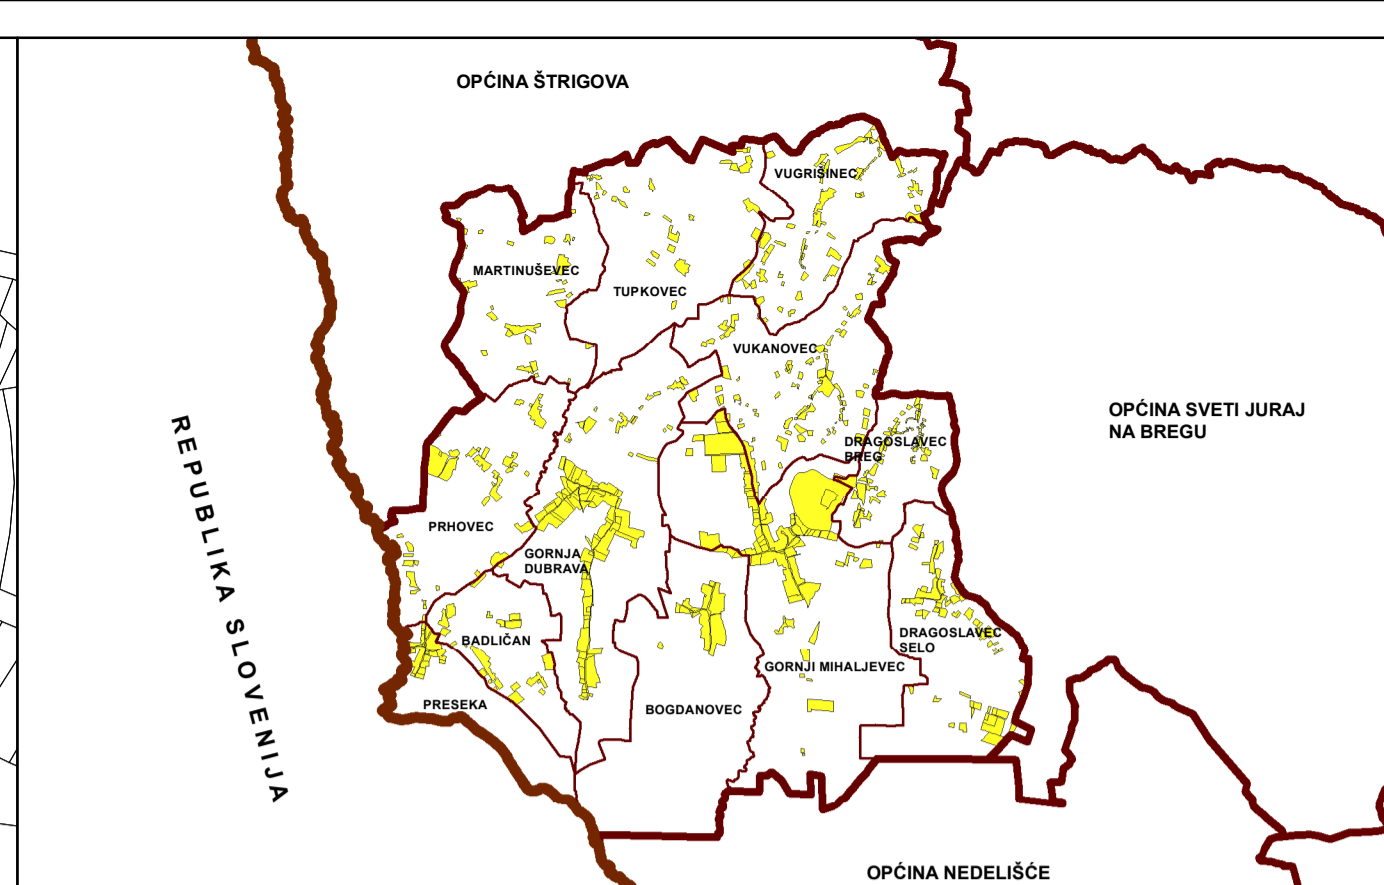 OPĆINA ŠTRIGOVA
VUGRIŠINEC
MARTINUŠEVEC
TUPKOVEC
VUKANOVEC
OPĆINA SVETI JURAJ
NA BREGU
DRAGOSLAVEC
BREG
REPUBLIKA SLOVENIJA
PRHOVEC
GORNJA
DUBRAVA
BADLIČAN
DRAGOSLAVEC
SELO
GORNJI MIHALJEVEC
PRESEKA
BOGDANOVEC
OPĆINA NEDELIŠĆE